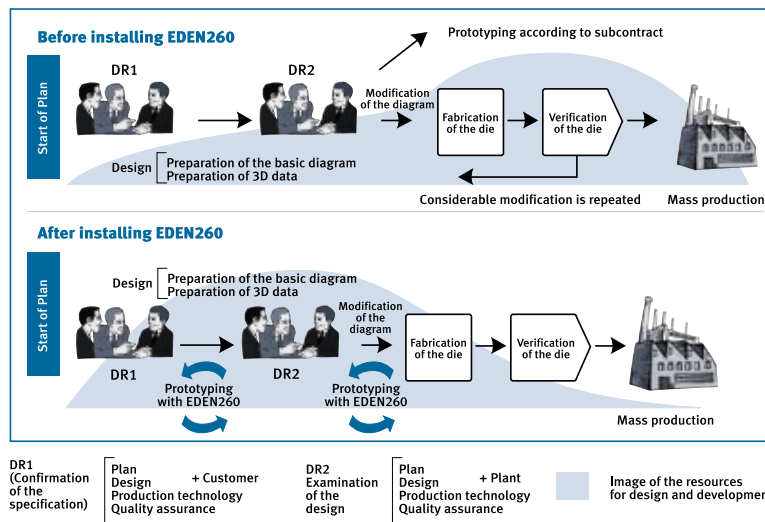 Before installing EDEN260
Prototyping according to subcontract
Start of Plan
DR1
DR2
Modification
of the diagram
Fabrication
of the die
Verification
of the die
Design
Preparation of the basic diagram
Preparation of 3D data
Considerable modification is repeated
Mass production
After installing EDEN260
Start of Plan
Design
Preparation of the basic diagram
Preparation of 3D data
Modification
of the
diagram
Fabrication
of the die
Verification
of the die
DR1
DR2
Prototyping
with EDEN260
Prototyping
with EDEN260
Mass production
DR1
(Confirmation
of the
specification)
Plan
Design
Production technology
Quality assurance
+ Customer
DR2
Examination
of the
design
Plan
Design
Production technology
Quality assurance
+ Plant
Image of the resources
for design and developmen